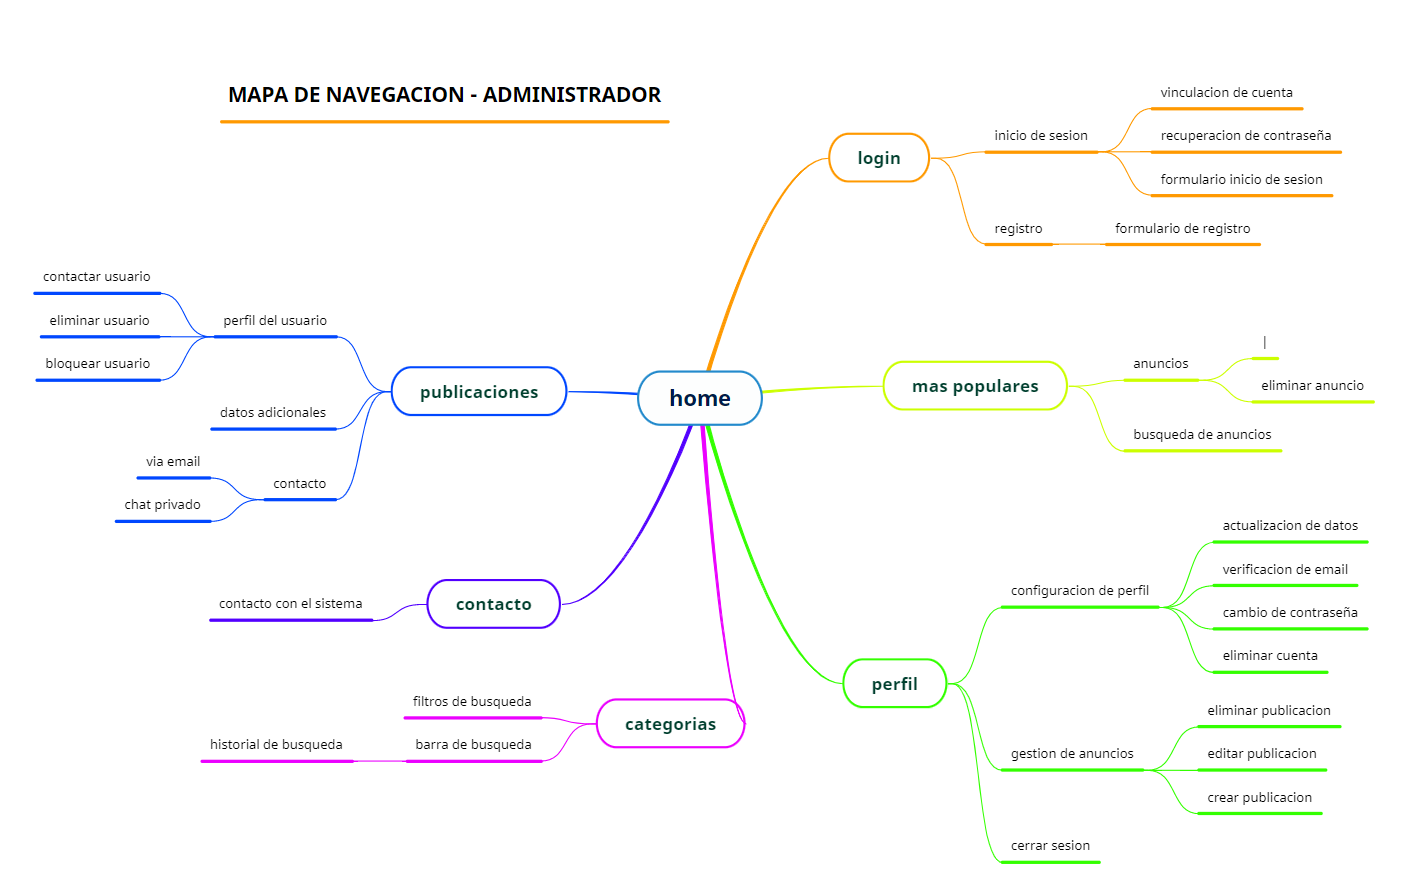 MAPA DE NAVEGACION - ADMINISTRADOR
home
login
inicio de sesion
vinculacion de cuenta
recuperacion de contraseña
formulario inicio de sesion
registro
formulario de registro
mas populares
anuncios
|
eliminar anuncio
busqueda de anuncios
perfil
configuracion de perfil
actualizacion de datos
verificacion de email
cambio de contraseña
eliminar cuenta
gestion de anuncios
eliminar publicacion
editar publicacion
crear publicacion
cerrar sesion
publicaciones
perfil del usuario
contactar usuario
eliminar usuario
bloquear usuario
datos adicionales
contacto
via email
chat privado
contacto
contacto con el sistema
categorias
filtros de busqueda
barra de busqueda
historial de busqueda